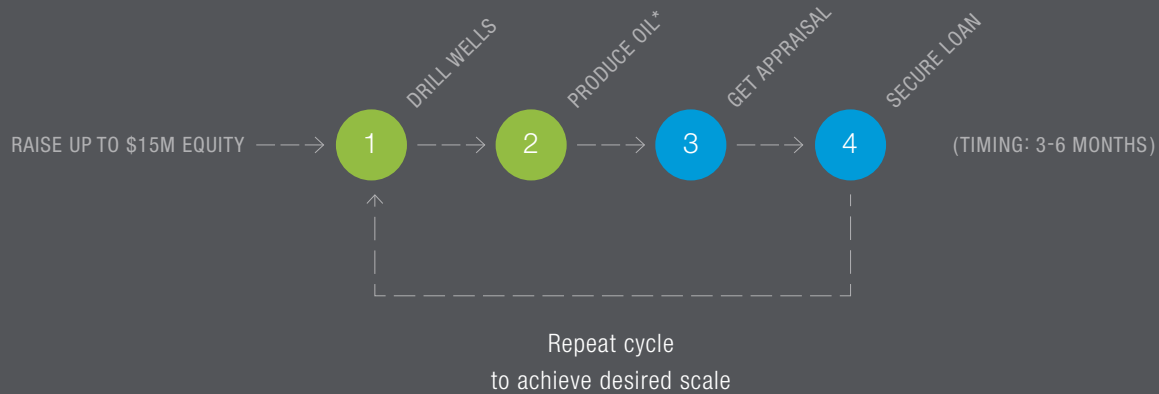 DRILL WELLS
PRODUCE OIL*
GET APPRAISAL
SECURE LOAN
RAISE UP TO $15M EQUITY
1
2
3
4
(TIMING: 3-6 MONTHS)
Repeat cycle
to achieve desired scale